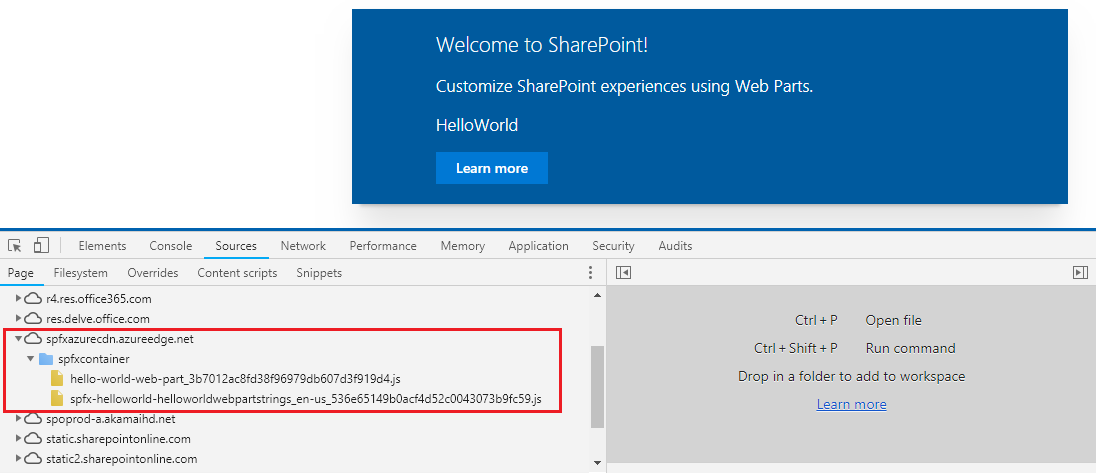 Welcome to SharePoint!
Customize SharePoint experiences using Web Parts.
HelloWorld
Learn more
Elements Console Sources Network Performance Memory Application Security Audits
Page Filesystem Overrides Content scripts Snippets
r4.res.office365.com
res.delve.office.com
spfxazurecdn.azureedge.net
spfxcontainer
hello-world-web-part_3b7012ac8fd38f96979db607d3f919d4.js
spfx-helloworld-helloworldwebpartstrings_en-us_536e65149b0acf4d52c0043073b9fc59.js
spoprod-a.akamaihd.net
static.sharepointonline.com
static2.sharepointonline.com
Ctrl + P Open file
Ctrl + Shift + P Run command
Drop in a folder to add to workspace
Learn more